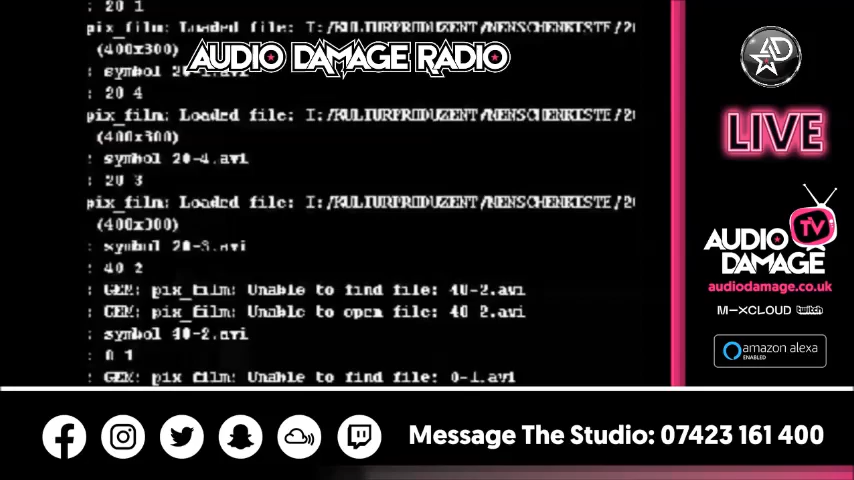 : 20 1
pix_film: Loaded file: I:/KULTURPRODUZENT/MENSCHENKISTE/20
(400x300)
: symbol 20-1.avi
: 20 4
pix_film: Loaded file: I:/KULTURPRODUZENT/MENSCHENKISTE/20
(400x300)
: symbol 20-4.avi
: 20 3
pix_film: Loaded file: I:/KULTURPRODUZENT/MENSCHENKISTE/20
(400x300)
: symbol 20-3.avi
: 40 2
: GEM: pix_film: Unable to find file: 40-2.avi
: GEM: pix_film: Unable to open file: 40-2.avi
: symbol 40-2.avi
: 0 1
: GEM: pix_film: Unable to find file: 0-1.avi
AUDIO DAMAGE RADIO
AD
LIVE
TV
AUDIO
DAMAGE
audiodamage.co.uk
MIXCLOUD twitch
amazon alexa
ENABLED
Message The Studio: 07423 161 400